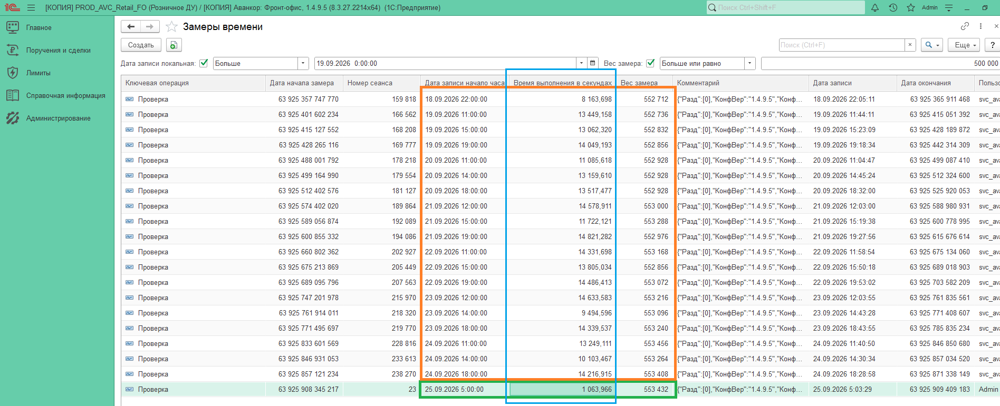 1С [КОПИЯ] PROD_AVC_Retail_FO (Розничное ДУ) / [КОПИЯ] Аванкор: Фронт-офис, 1.4.9.5 (8.3.27.2214x64) (1С:Предприятие) Поиск Ctrl+Shift+F Admin
Главное
Поручения и сделки
Лимиты
Справочная информация
Администрирование
Замеры времени
Создать Поиск (Ctrl+F) × Еще ?
Дата записи локальная: Больше 19.09.2026 0:00:00 Вес замера: Больше или равно 500 000
Ключевая операция Дата начала замера Номер сеанса Дата записи начало часа Время выполнения в секундах Вес замера Комментарий Дата записи Дата окончания Пользо
Проверка 63 925 357 747 770 159 818 18.09.2026 22:00:00 8 163,698 552 712 {"Разд":[0],"КонфВер":"1.4.9.5","Конф... 18.09.2026 22:05:11 63 925 365 911 468 svc_ava
Проверка 63 925 401 602 234 166 562 19.09.2026 11:00:00 13 449,158 552 736 {"Разд":[0],"КонфВер":"1.4.9.5","Конф... 19.09.2026 11:44:11 63 925 415 051 392 svc_ava
Проверка 63 925 415 127 552 168 208 19.09.2026 15:00:00 13 062,320 552 832 {"Разд":[0],"КонфВер":"1.4.9.5","Конф... 19.09.2026 15:23:09 63 925 428 189 872 svc_ava
Проверка 63 925 428 265 116 169 777 19.09.2026 19:00:00 14 049,193 552 856 {"Разд":[0],"КонфВер":"1.4.9.5","Конф... 19.09.2026 19:18:34 63 925 442 314 309 svc_ava
Проверка 63 925 488 001 792 178 218 20.09.2026 11:00:00 11 085,618 552 928 {"Разд":[0],"КонфВер":"1.4.9.5","Конф... 20.09.2026 11:04:47 63 925 499 087 410 svc_ava
Проверка 63 925 499 164 990 179 554 20.09.2026 14:00:00 13 159,610 552 928 {"Разд":[0],"КонфВер":"1.4.9.5","Конф... 20.09.2026 14:45:24 63 925 512 324 600 svc_ava
Проверка 63 925 512 402 576 181 127 20.09.2026 18:00:00 13 517,477 552 928 {"Разд":[0],"КонфВер":"1.4.9.5","Конф... 20.09.2026 18:32:00 63 925 525 920 053 svc_ava
Проверка 63 925 574 402 020 189 864 21.09.2026 12:00:00 14 578,911 553 000 {"Разд":[0],"КонфВер":"1.4.9.5","Конф... 21.09.2026 12:03:00 63 925 588 980 931 svc_ava
Проверка 63 925 589 056 874 192 089 21.09.2026 15:00:00 11 722,121 553 288 {"Разд":[0],"КонфВер":"1.4.9.5","Конф... 21.09.2026 15:19:38 63 925 600 778 995 svc_ava
Проверка 63 925 600 855 332 194 086 21.09.2026 19:00:00 14 821,282 552 976 {"Разд":[0],"КонфВер":"1.4.9.5","Конф... 21.09.2026 19:27:56 63 925 615 676 614 svc_ava
Проверка 63 925 660 802 362 202 927 22.09.2026 11:00:00 14 331,698 553 168 {"Разд":[0],"КонфВер":"1.4.9.5","Конф... 22.09.2026 11:58:54 63 925 675 134 060 svc_ava
Проверка 63 925 675 213 869 205 449 22.09.2026 15:00:00 13 805,034 552 856 {"Разд":[0],"КонфВер":"1.4.9.5","Конф... 22.09.2026 15:50:18 63 925 689 018 903 svc_ava
Проверка 63 925 689 095 796 207 563 22.09.2026 19:00:00 14 486,413 553 072 {"Разд":[0],"КонфВер":"1.4.9.5","Конф... 22.09.2026 19:53:02 63 925 703 582 209 svc_ava
Проверка 63 925 747 201 978 215 970 23.09.2026 12:00:00 14 633,583 553 216 {"Разд":[0],"КонфВер":"1.4.9.5","Конф... 23.09.2026 12:03:55 63 925 761 835 561 svc_ava
Проверка 63 925 761 914 011 218 320 23.09.2026 14:00:00 9 494,596 553 096 {"Разд":[0],"КонфВер":"1.4.9.5","Конф... 23.09.2026 14:43:28 63 925 771 408 607 svc_ava
Проверка 63 925 771 495 697 219 770 23.09.2026 18:00:00 14 339,537 553 240 {"Разд":[0],"КонфВер":"1.4.9.5","Конф... 23.09.2026 18:43:55 63 925 785 835 234 svc_ava
Проверка 63 925 833 601 569 228 816 24.09.2026 11:00:00 13 249,111 553 456 {"Разд":[0],"КонфВер":"1.4.9.5","Конф... 24.09.2026 11:40:50 63 925 846 850 680 svc_ava
Проверка 63 925 846 931 053 233 613 24.09.2026 14:00:00 10 103,467 553 264 {"Разд":[0],"КонфВер":"1.4.9.5","Конф... 24.09.2026 14:30:34 63 925 857 034 520 svc_ava
Проверка 63 925 857 121 234 238 270 24.09.2026 18:00:00 14 216,915 553 408 {"Разд":[0],"КонфВер":"1.4.9.5","Конф... 24.09.2026 18:28:58 63 925 871 338 149 svc_ava
Проверка 63 925 908 345 217 23 25.09.2026 5:00:00 1 063,966 553 432 {"Разд":[0],"КонфВер":"1.4.9.5","Конф... 25.09.2026 5:03:29 63 925 909 409 183 Admin